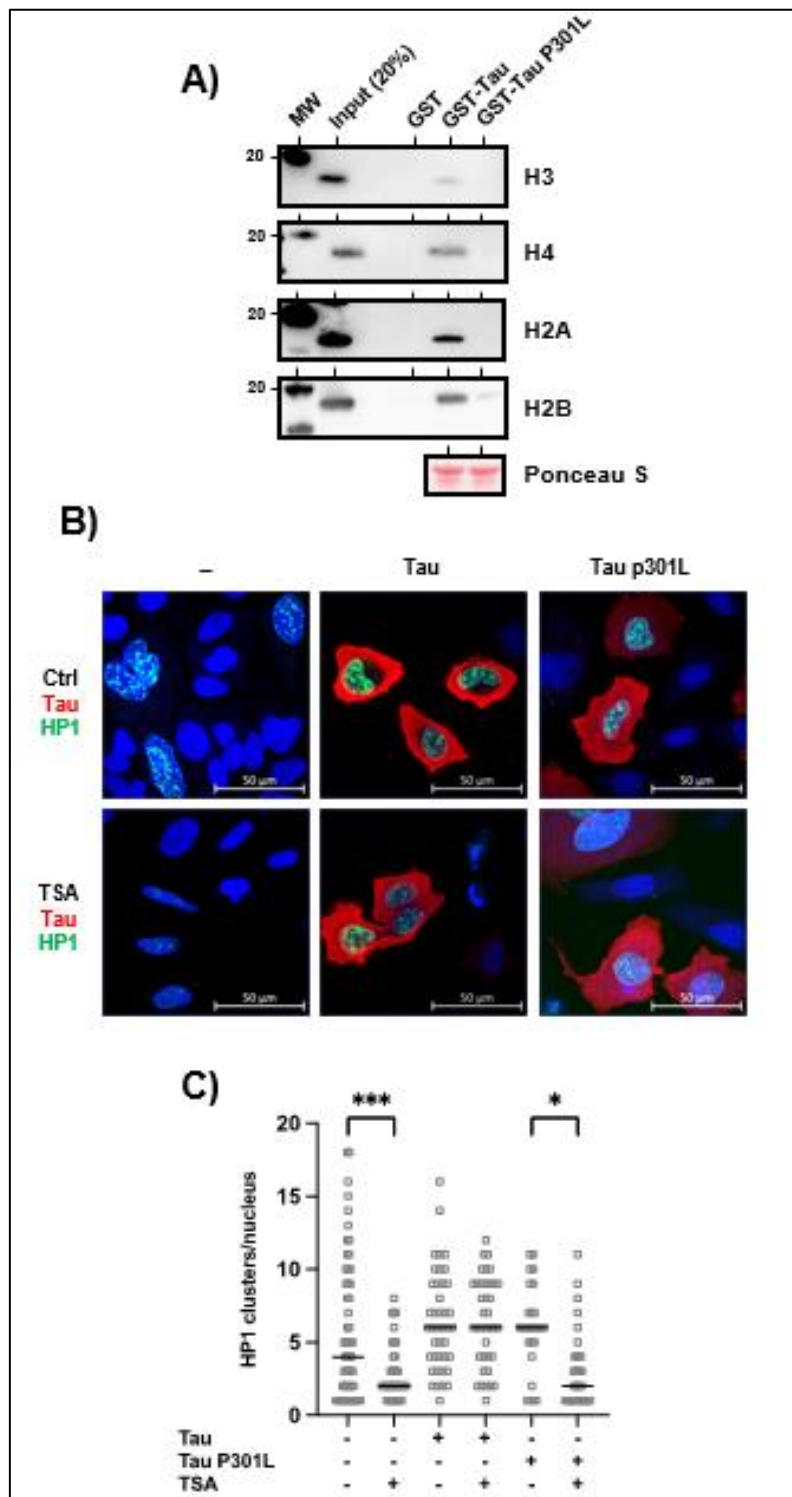 A)
MW Input (20%) GST GST-Tau GST-Tau P301L
20 H3
20 H4
20 H2A
20 H2B
Ponceau S
B)
– Tau Tau p301L
Ctrl
Tau
HP1
50 µm 50 µm 50 µm
TSA
Tau
HP1
50 µm 50 µm 50 µm
C)
*** *
20
15
10
5
0
HP1 clusters/nucleus
Tau - - + + - -
Tau P301L - - - - + +
TSA - + - + - +